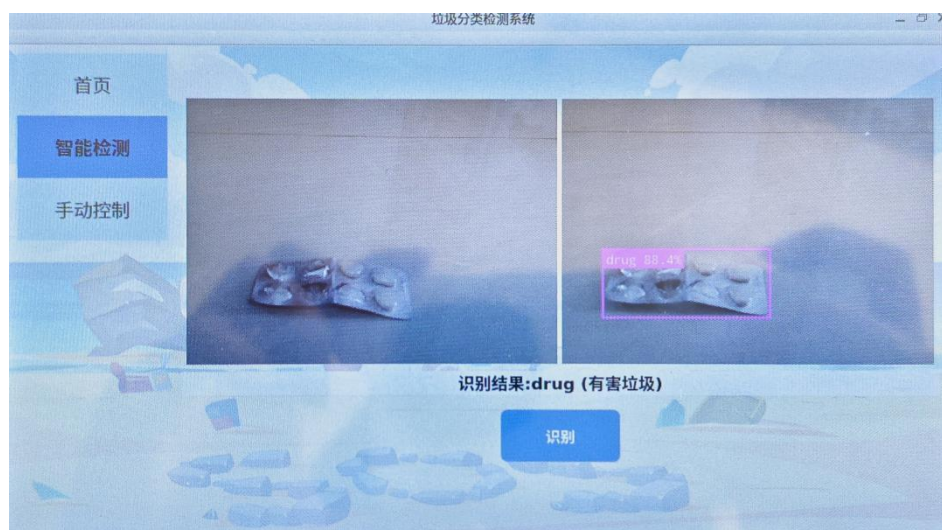 垃圾分类检测系统
首页
智能检测
手动控制
drug 88.4%
识别结果:drug (有害垃圾)
识别